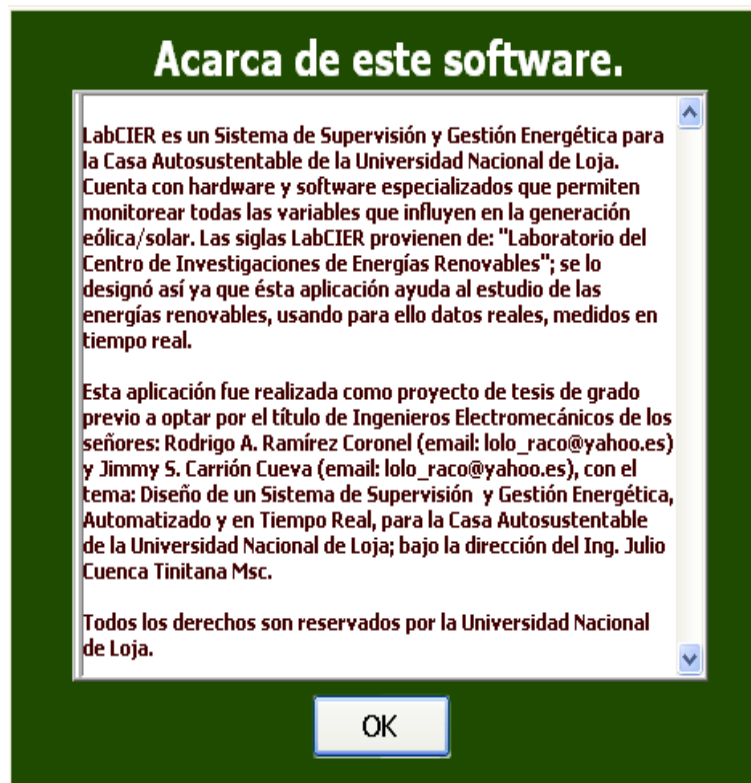 Acarca de este software.
LabCIER es un Sistema de Supervisión y Gestión Energética para
la Casa Autosustentable de la Universidad Nacional de Loja.
Cuenta con hardware y software especializados que permiten
monitorear todas las variables que influyen en la generación
eólica/solar. Las siglas LabCIER provienen de: "Laboratorio del
Centro de Investigaciones de Energías Renovables"; se lo
designó así ya que ésta aplicación ayuda al estudio de las
energías renovables, usando para ello datos reales, medidos en
tiempo real.
Esta aplicación fue realizada como proyecto de tesis de grado
previo a optar por el título de Ingenieros Electromecánicos de los
señores: Rodrigo A. Ramírez Coronel (email: lolo_raco@yahoo.es)
y Jimmy S. Carrión Cueva (email: lolo_raco@yahoo.es), con el
tema: Diseño de un Sistema de Supervisión  y Gestión Energética,
Automatizado y en Tiempo Real, para la Casa Autosustentable
de la Universidad Nacional de Loja; bajo la dirección del Ing. Julio
Cuenca Tinitana Msc.
Todos los derechos son reservados por la Universidad Nacional
de Loja.
OK